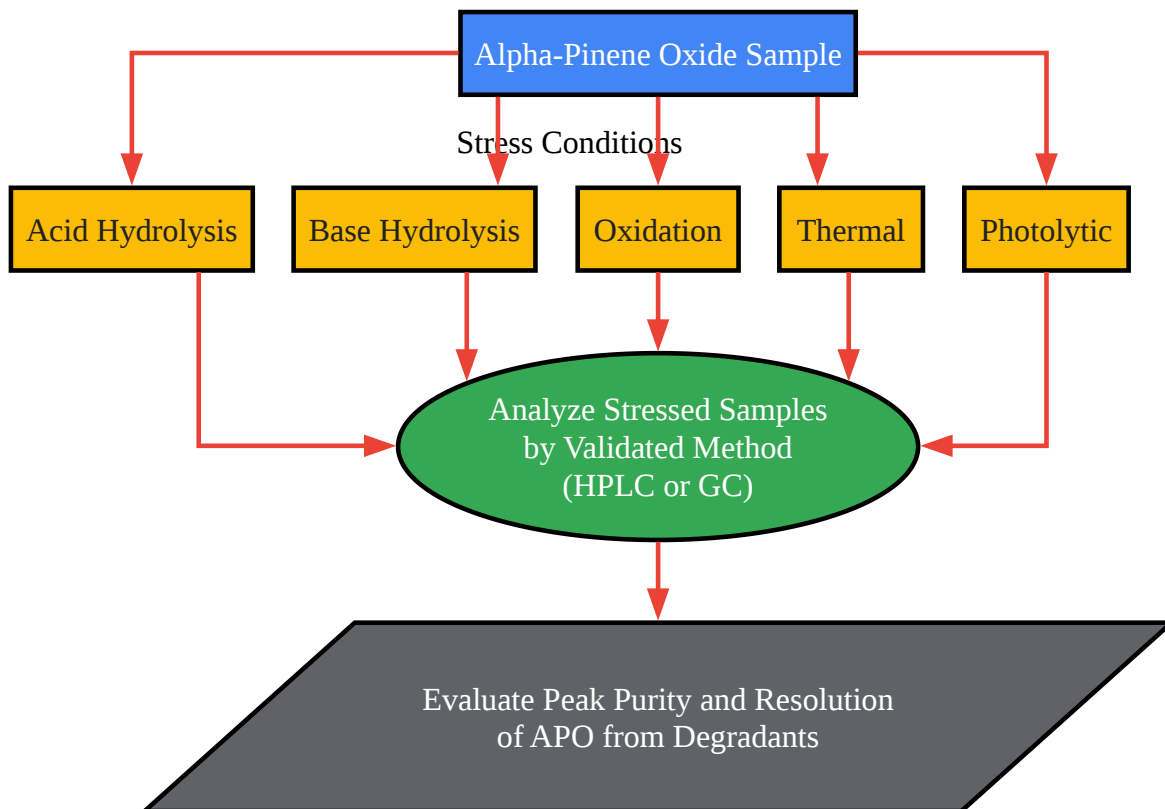 Alpha-Pinene Oxide Sample
Stress Conditions
Acid Hydrolysis
Base Hydrolysis
Oxidation
Thermal
Photolytic
Analyze Stressed Samples
by Validated Method
(HPLC or GC)
Evaluate Peak Purity and Resolution
of APO from Degradants